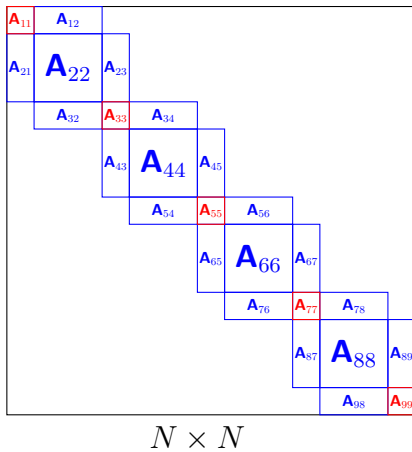 A₁₁ A₁₂
A₂₁ A₂₂ A₂₃
A₃₂ A₃₃ A₃₄
A₄₃ A₄₄ A₄₅
A₅₄ A₅₅ A₅₆
A₆₅ A₆₆ A₆₇
A₇₆ A₇₇ A₇₈
A₈₇ A₈₈ A₈₉
A₉₈ A₉₉
N × N